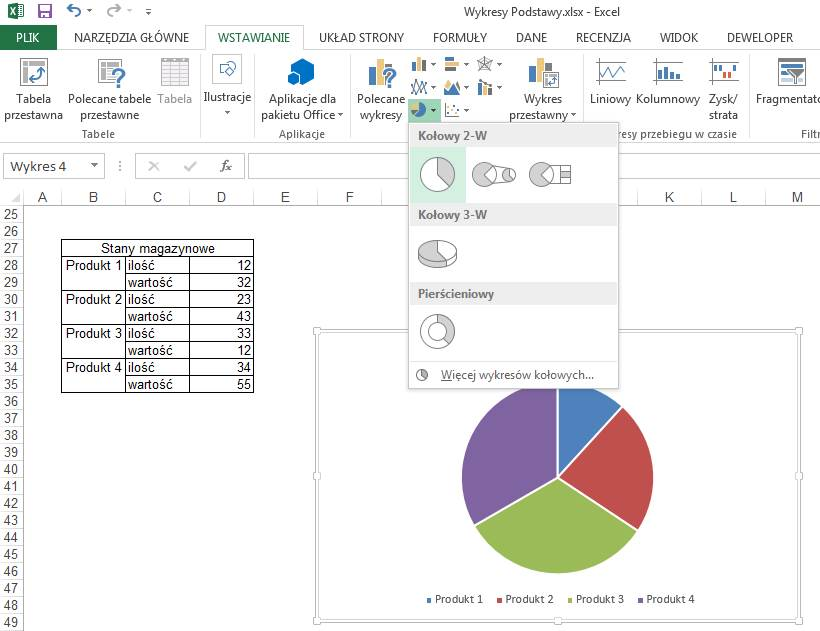 Wykresy Podstawy.xlsx - Excel
PLIK NARZĘDZIA GŁÓWNE WSTAWIANIE UKŁAD STRONY FORMUŁY DANE RECENZJA WIDOK DEWELOPER
Tabela przestawna
Polecane tabele przestawne
Tabela
Tabele
Ilustracje
Aplikacje dla pakietu Office
Aplikacje
Polecane wykresy
Wykres przestawny
Liniowy Kolumnowy Zysk/ strata
esy przebiegu w czasie
Fragmentato
Filtr
Wykres 4
fx
Kołowy 2-W
Kołowy 3-W
Pierścieniowy
Więcej wykresów kołowych...
A B C D E F K L M
25
26
27 Stany magazynowe
28 Produkt 1 ilość 12
29 wartość 32
30 Produkt 2 ilość 23
31 wartość 43
32 Produkt 3 ilość 33
33 wartość 12
34 Produkt 4 ilość 34
35 wartość 55
36
37
38
39
40
41
42
43
44
45
46
47
48
49
Produkt 1 Produkt 2 Produkt 3 Produkt 4